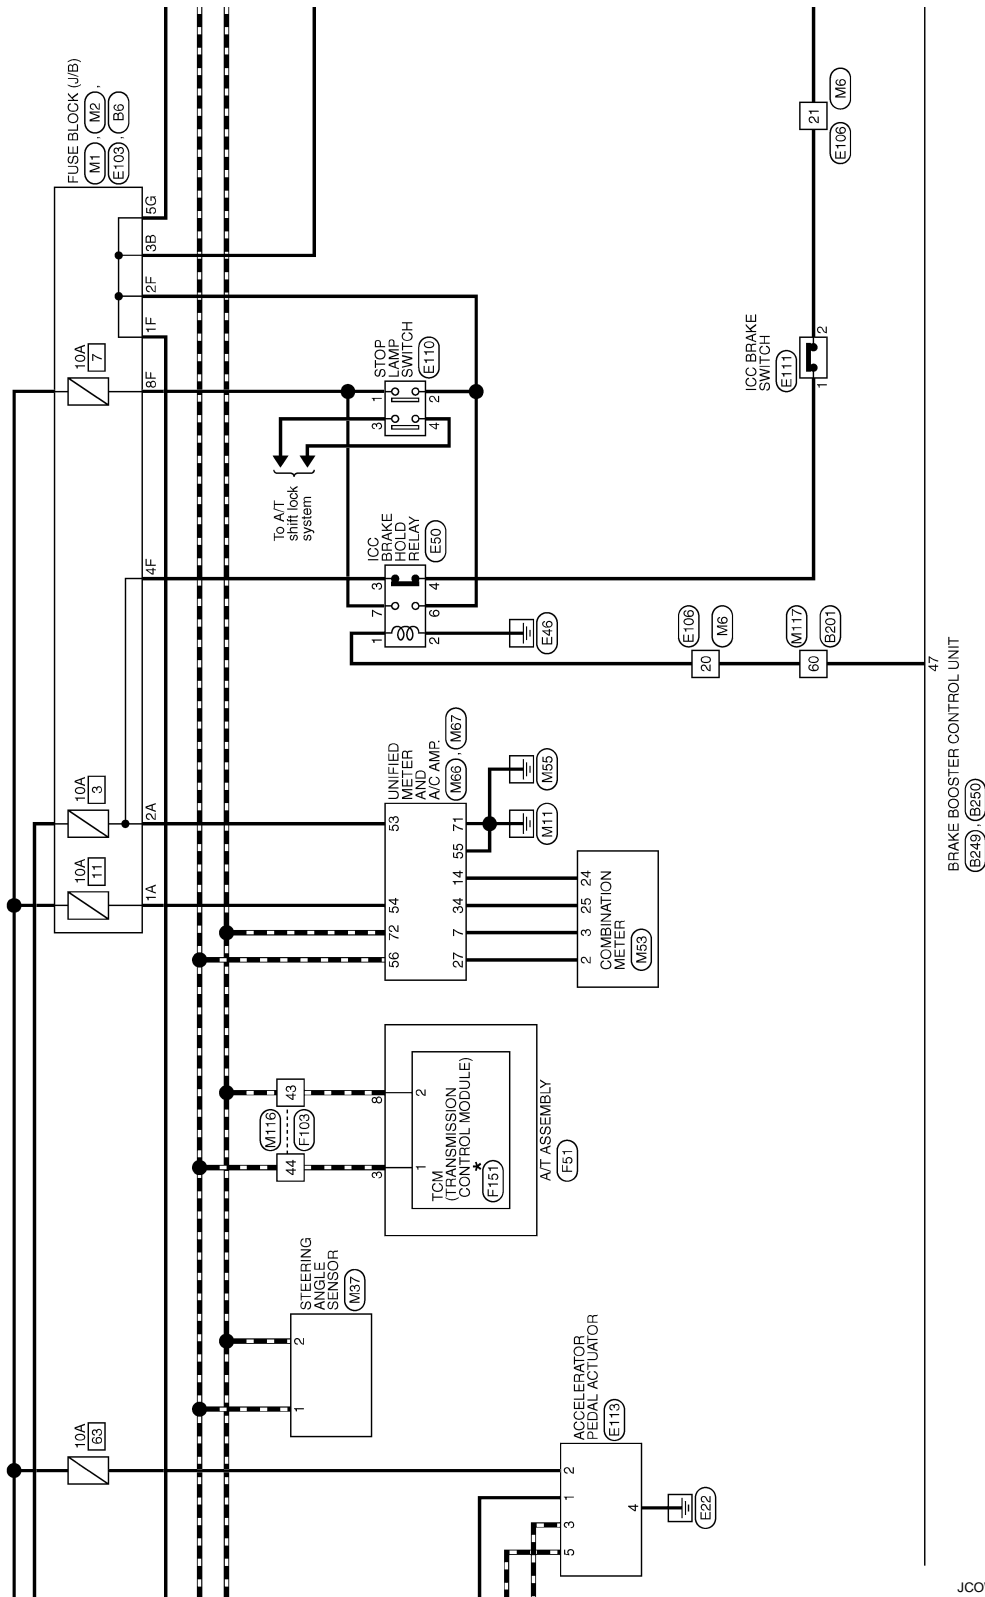 FUSE BLOCK (J/B)
M1 , M2 ,
E103 , B6
5G
3B
2F
1F
8F
4F
2A
1A
10A
7
10A
3
10A
11
10A
63
STOP
LAMP
SWITCH
E110
1
2
3
4
To A/T
shift lock
system
ICC
BRAKE
HOLD
RELAY
E50
3
4
7
6
1
2
E46
21
M6
E106
ICC BRAKE
SWITCH
E111
2
1
20
E106
M6
60
M117
B201
47
BRAKE BOOSTER CONTROL UNIT
B249 , B250
UNIFIED
METER
AND
A/C AMP.
M66 , M67
53
54
72
56
71
55
14
34
7
27
M55
M11
24
25
3
2
COMBINATION
METER
M53
43
44
M116
F103
8
3
2
1
TCM
(TRANSMISSION
CONTROL MODULE)
*
F151
A/T ASSEMBLY
F51
STEERING
ANGLE
SENSOR
M37
2
1
ACCELERATOR
PEDAL ACTUATOR
E113
2
1
3
5
4
E22